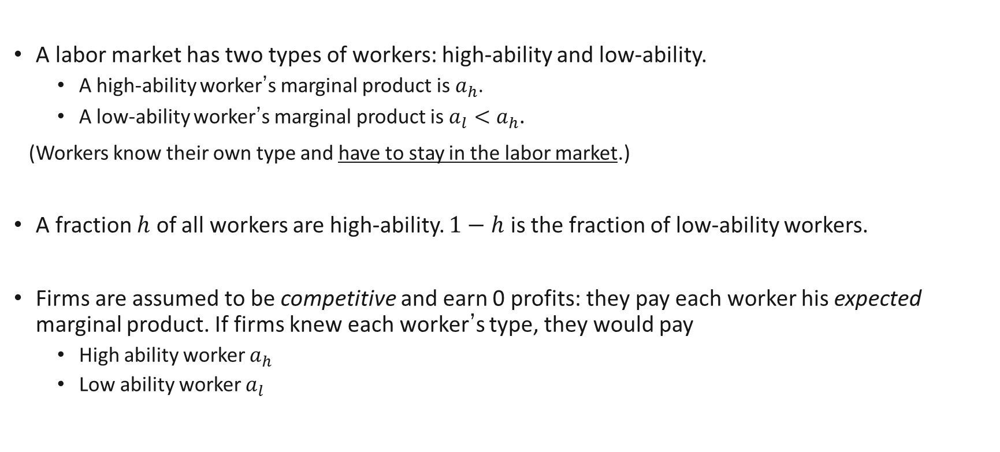 • A labor market has two types of workers: high-ability and low-ability.
• A high-ability worker’s marginal product is $a_h$.
• A low-ability worker’s marginal product is $a_l < a_h$.
(Workers know their own type and have to stay in the labor market.)
• A fraction $h$ of all workers are high-ability. $1 − h$ is the fraction of low-ability workers.
• Firms are assumed to be competitive and earn 0 profits: they pay each worker his expected
marginal product. If firms knew each worker’s type, they would pay
• High ability worker $a_h$
• Low ability worker $a_l$